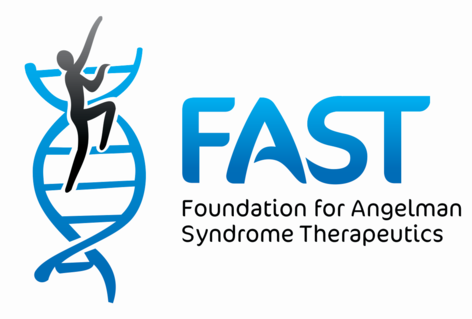 FAST
Foundation for Angelman
Syndrome Therapeutics